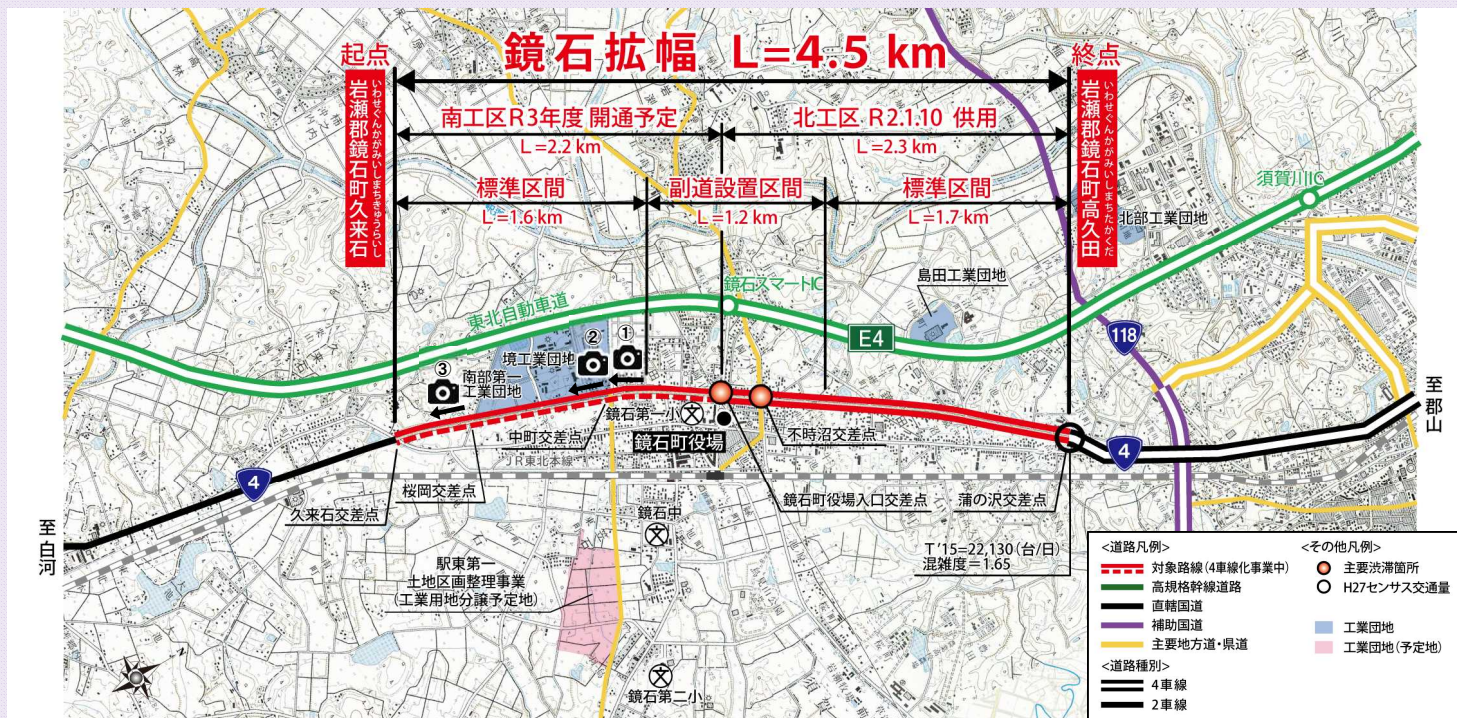 鏡石拡幅 L=4.5 km
起点
いわせぐんかがみいしまちきゅうらいし
岩瀬郡鏡石町久来石
終点
いわせぐんかがみいしまちたかくだ
岩瀬郡鏡石町高久田
南工区R3年度 開通予定
L=2.2 km
北工区 R2.1.10 供用
L=2.3 km
標準区間
L=1.6 km
副道設置区間
L=1.2 km
標準区間
L=1.7 km
須賀川IC
北部工業団地
島田工業団地
鏡石スマートIC
東北自動車道
E4
118
境工業団地
②
①
③
南部第一
工業団地
鏡石第一小
文
中町交差点
鏡石町役場
不時沼交差点
JR東北本線
4
4
至郡山
桜岡交差点
久来石交差点
鏡石町役場入口交差点
蒲の沢交差点
至白河
鏡石中
文
T'15=22,130(台/日)
混雑度=1.65
駅東第一
土地区画整理事業
(工業用地分譲予定地)
文
鏡石第二小
<道路凡例>
対象路線(4車線化事業中)
高規格幹線道路
直轄国道
補助国道
主要地方道・県道
<道路種別>
4車線
2車線
<その他凡例>
主要渋滞箇所
H27センサス交通量
工業団地
工業団地(予定地)